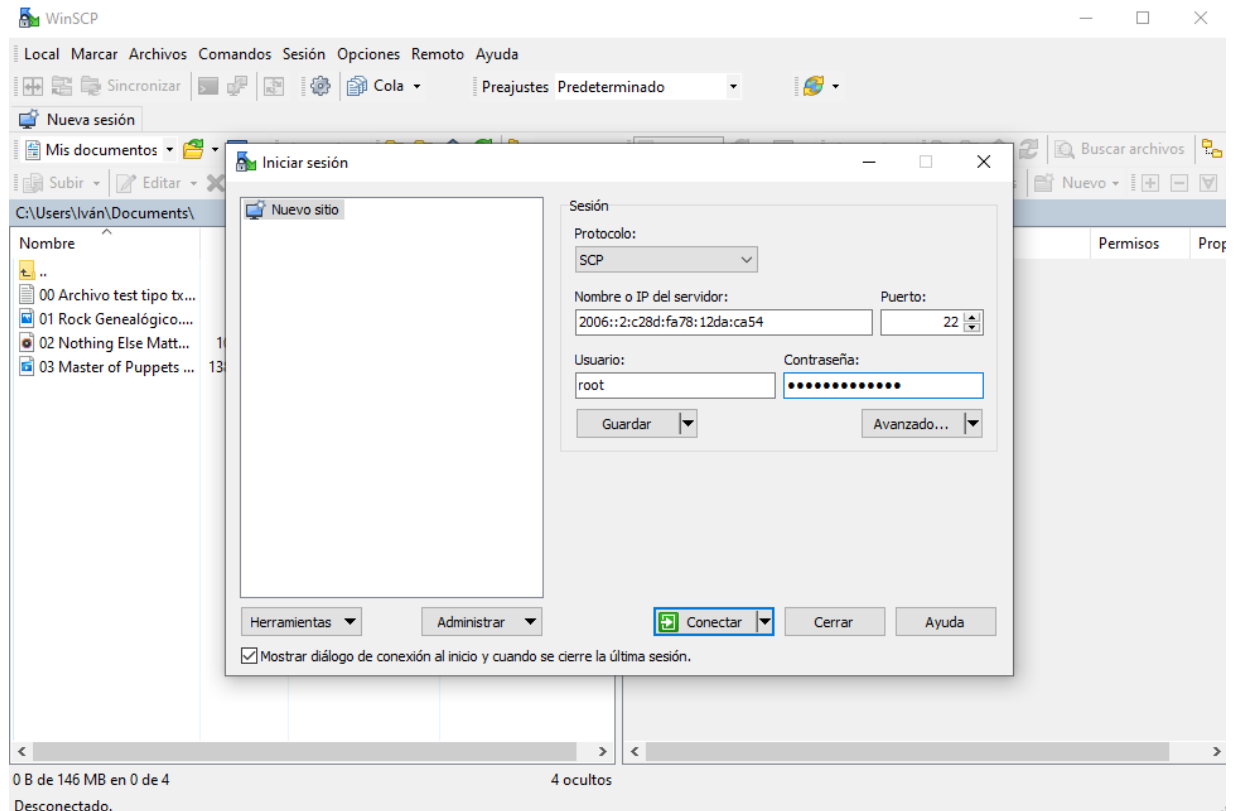 WinSCP
Local Marcar Archivos Comandos Sesión Opciones Remoto Ayuda
Sincronizar Cola Preajustes Predeterminado
Nueva sesión
Mis documentos Buscar archivos
Subir Editar Nuevo
C:\Users\Iván\Documents\
Nombre Permisos Prop
..
00 Archivo test tipo tx...
01 Rock Genealógico....
02 Nothing Else Matt... 1
03 Master of Puppets ... 13
Iniciar sesión
Nuevo sitio
Sesión
Protocolo:
SCP
Nombre o IP del servidor: Puerto:
2006::2:c28d:fa78:12da:ca54 22
Usuario: Contraseña:
root •••••••••••••
Guardar Avanzado...
Herramientas Administrar Conectar Cerrar Ayuda
Mostrar diálogo de conexión al inicio y cuando se cierre la última sesión.
0 B de 146 MB en 0 de 4 4 ocultos
Desconectado.